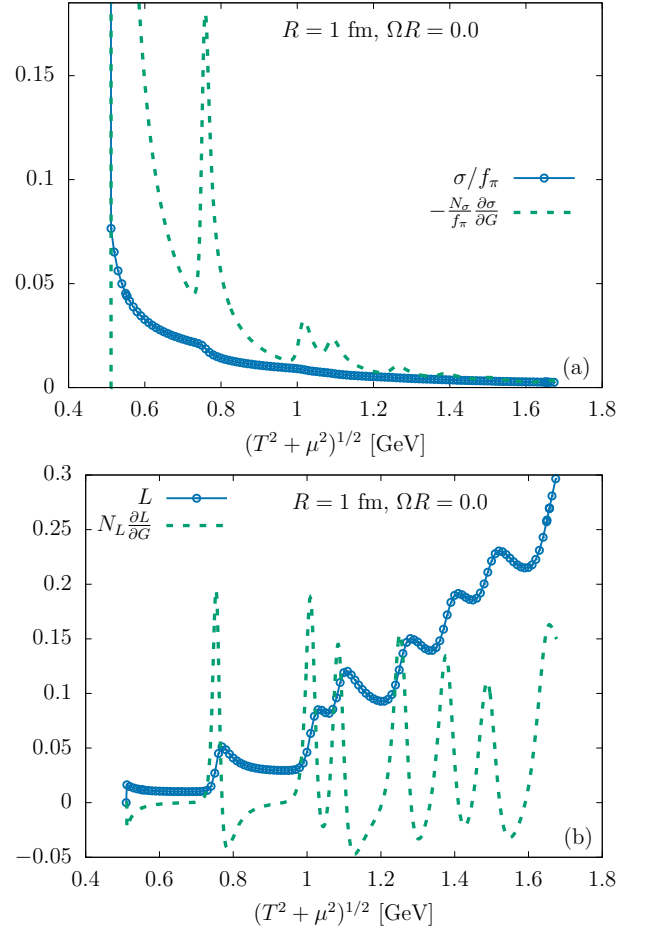 R = 1 fm, ΩR = 0.0
0.15
0.1
0.05
0
σ/f_π
−\frac{N_σ}{f_π}\frac{∂σ}{∂G}
(a)
0.4 0.6 0.8 1 1.2 1.4 1.6 1.8
(T² + μ²)^{1/2} [GeV]
0.3
0.25
0.2
0.15
0.1
0.05
0
−0.05
L
N_L\frac{∂L}{∂G}
R = 1 fm, ΩR = 0.0
(b)
0.4 0.6 0.8 1 1.2 1.4 1.6 1.8
(T² + μ²)^{1/2} [GeV]